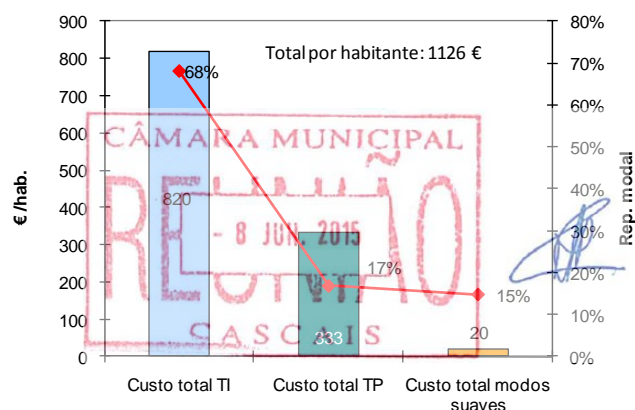 900
800
700
600
500
400
300
200
100
0
€ /hab.
80%
70%
60%
50%
40%
30%
20%
10%
0%
Rep. modal
Total por habitante: 1126 €
68%
820
17%
333
15%
20
CÂMARA MUNICIPAL
REUNIÃO
- 8 JUN. 2015
CASCAIS
Custo total TI
Custo total TP
Custo total modos
suaves